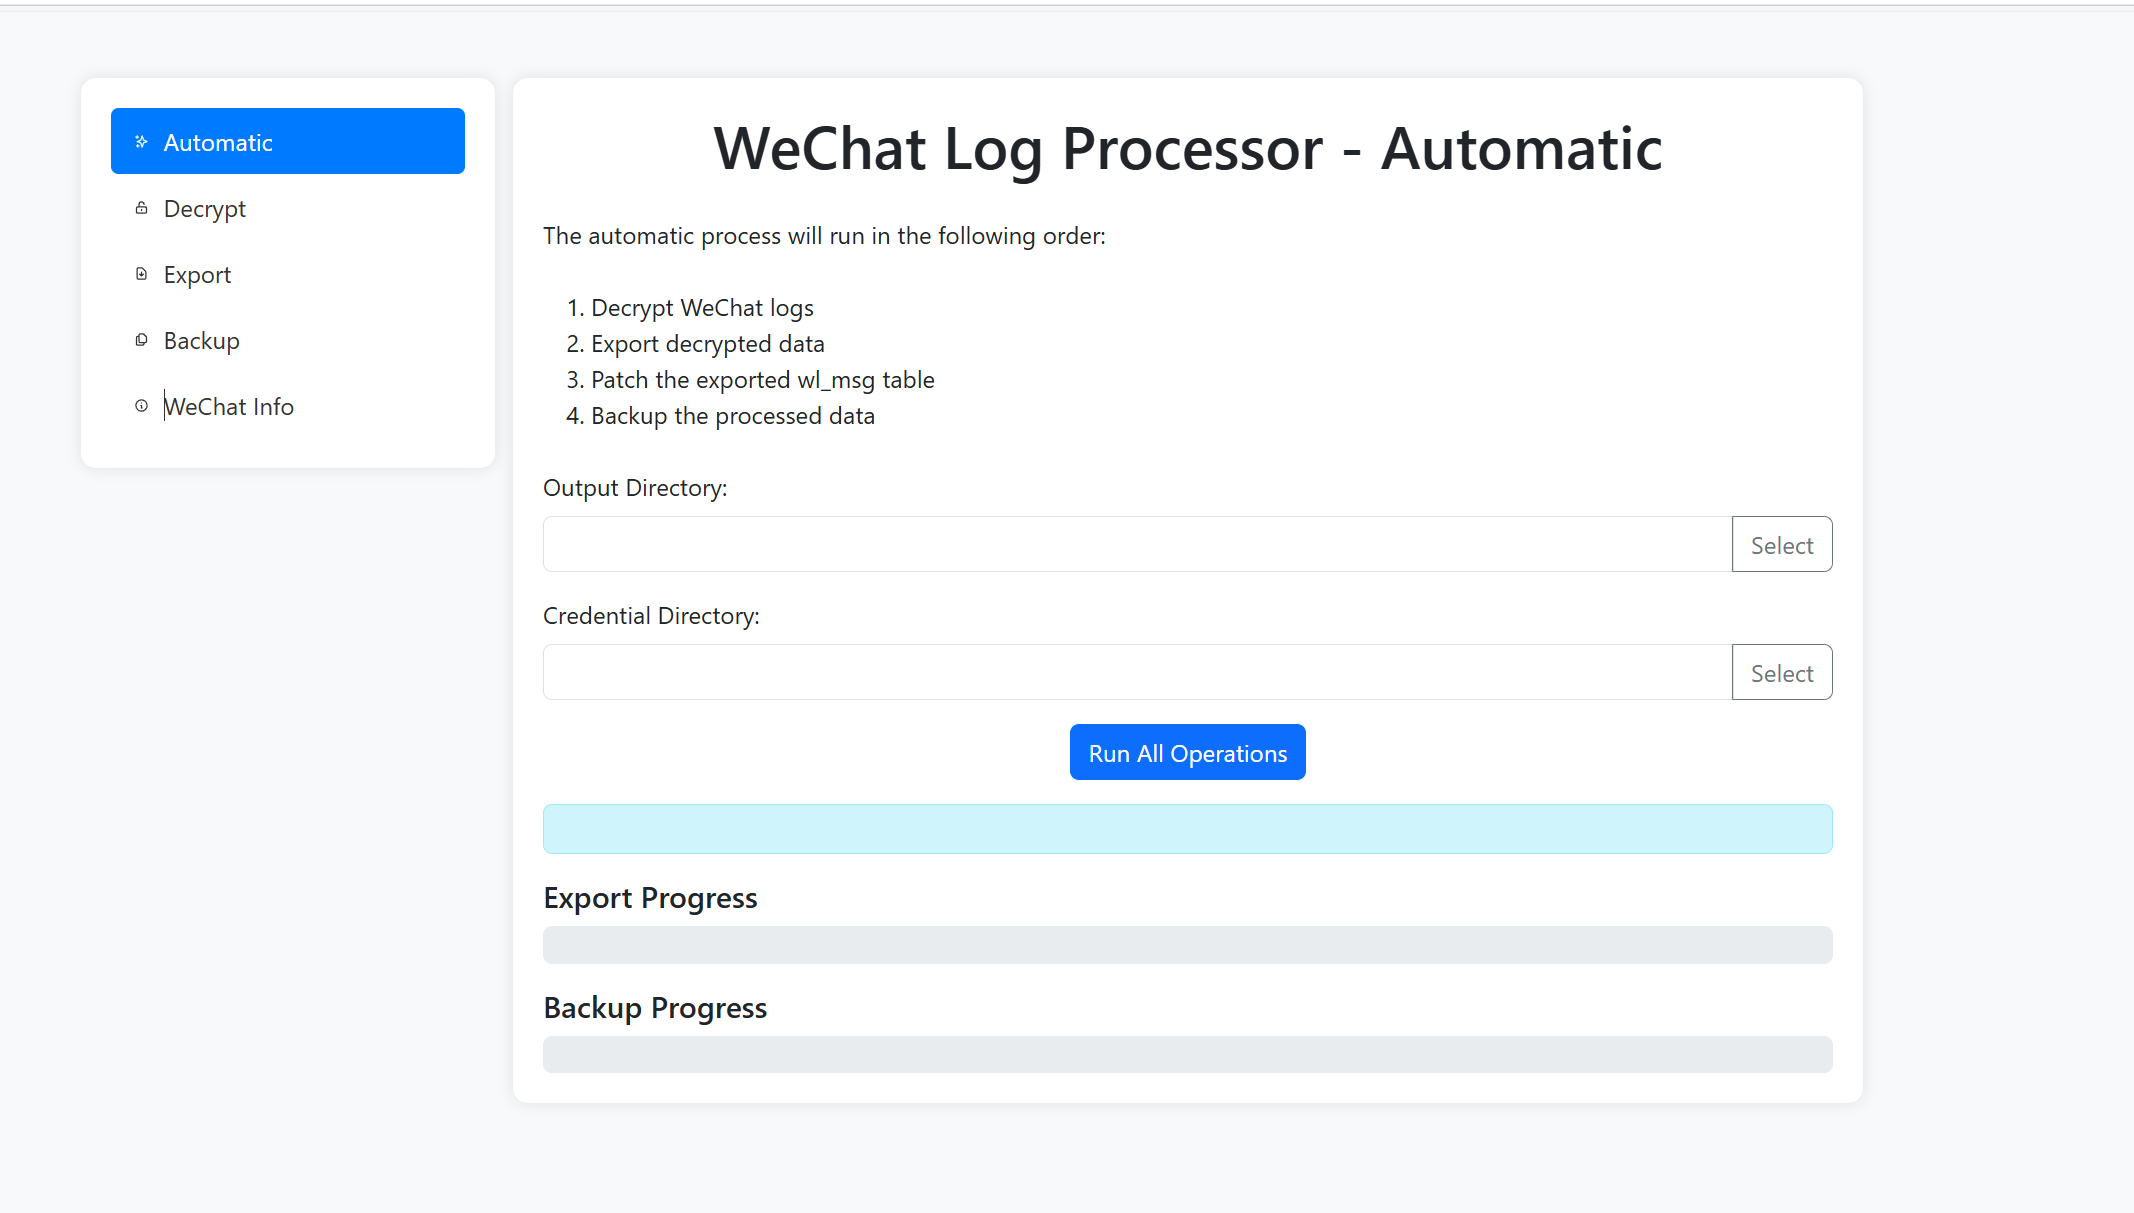 Automatic
Decrypt
Export
Backup
WeChat Info
WeChat Log Processor - Automatic
The automatic process will run in the following order:
1. Decrypt WeChat logs
2. Export decrypted data
3. Patch the exported wl_msg table
4. Backup the processed data
Output Directory:
Select
Credential Directory:
Select
Run All Operations
Export Progress
Backup Progress